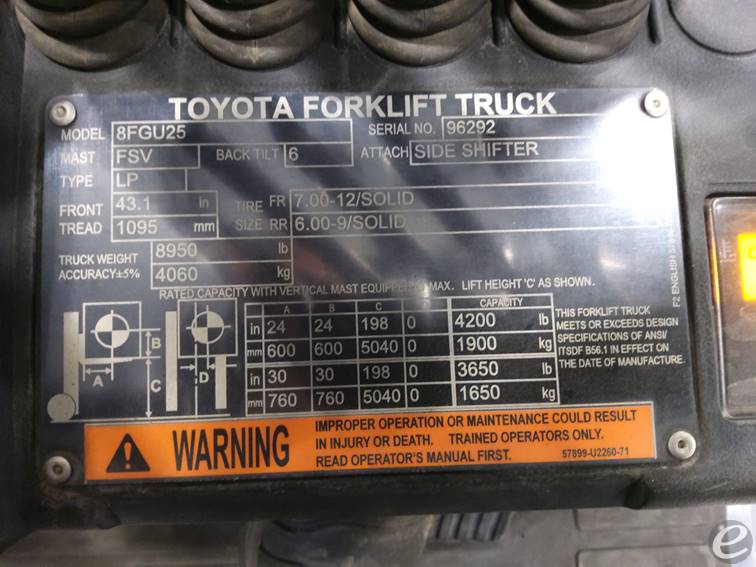 TOYOTA FORKLIFT TRUCK
MODEL 8FGU25 SERIAL NO. 96292
MAST FSV BACK TILT 6 ATTACH SIDE SHIFTER
TYPE LP
FRONT 43.1 in TIRE FR 7.00-12/SOLID
TREAD 1095 mm SIZE RR 6.00-9/SOLID
TRUCK WEIGHT 8950 lb
ACCURACY±5% 4060 kg
RATED CAPACITY WITH VERTICAL MAST EQUIPPED TO MAX. LIFT HEIGHT 'C' AS SHOWN.
A B C D CAPACITY
in 24 24 198 0 4200 lb
mm 600 600 5040 0 1900 kg
in 30 30 198 0 3650 lb
mm 760 760 5040 0 1650 kg
B
A C D
THIS FORKLIFT TRUCK
MEETS OR EXCEEDS DESIGN
SPECIFICATIONS OF ANSI/
ITSDF B56.1 IN EFFECT ON
THE DATE OF MANUFACTURE.
F2 ENGLISH
WARNING
IMPROPER OPERATION OR MAINTENANCE COULD RESULT
IN INJURY OR DEATH. TRAINED OPERATORS ONLY.
READ OPERATOR'S MANUAL FIRST. 57899-U2260-71
e